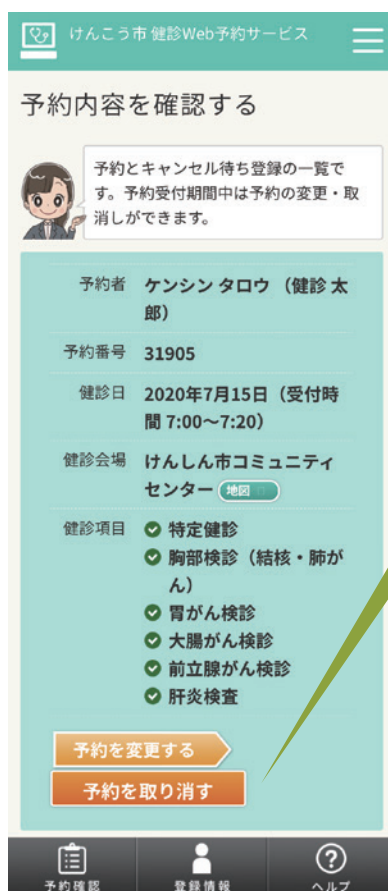 けんこう市 健診Web予約サービス
予約内容を確認する
予約とキャンセル待ち登録の一覧で
す。予約受付期間中は予約の変更・取
消しができます。
予約者 ケンシン タロウ （健診 太
郎）
予約番号 31905
健診日 2020年7月15日（受付時
間 7:00～7:20）
健診会場 けんしん市コミュニティ
センター 地図
健診項目 特定健診
胸部検診（結核・肺が
ん）
胃がん検診
大腸がん検診
前立腺がん検診
肝炎検査
予約を変更する
予約を取り消す
予約確認 登録情報 ヘルプ